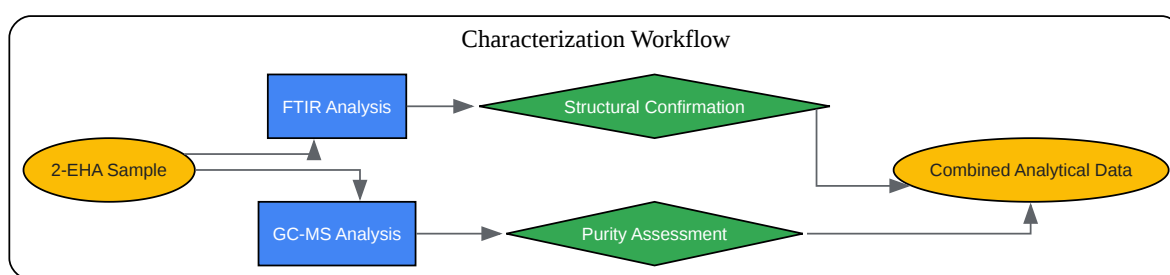 Characterization Workflow
FTIR Analysis
Structural Confirmation
2-EHA Sample
Combined Analytical Data
GC-MS Analysis
Purity Assessment